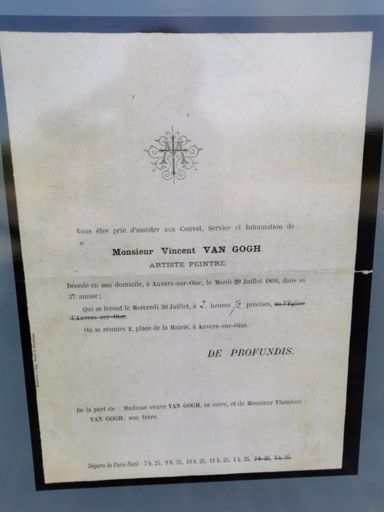 Vous êtes prié d'assister aux Convoi, Service et Inhumation de
Monsieur Vincent VAN GOGH
ARTISTE PEINTRE
Décédé en son domicile, à Auvers-sur-Oise, le Mardi 29 Juillet 1890, dans sa
37e année ;
Qui se feront le Mercredi 30 Juillet, à 2 heures 1/2 précises, en l'Église
d'Auvers-sur-Oise.
On se réunira 2, place de la Mairie, à Auvers-sur-Oise.
DE PROFUNDIS.
De la part de : Madame veuve VAN GOGH, sa mère, et de Monsieur Théodore
VAN GOGH, son frère.
Départs de Paris-Nord : 7 h. 25, 9 h. 25, 10 h. 25, 11 h. 25, 1 h. 25,